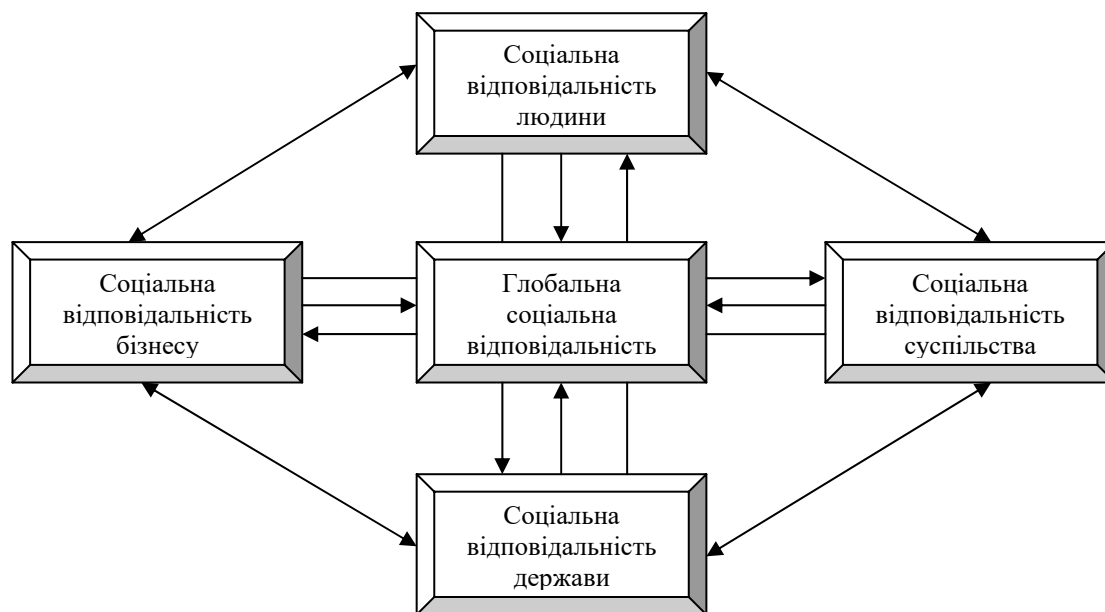 Соціальна
відповідальність
людини
Соціальна
відповідальність
бізнесу
Глобальна
соціальна
відповідальність
Соціальна
відповідальність
суспільства
Соціальна
відповідальність
держави